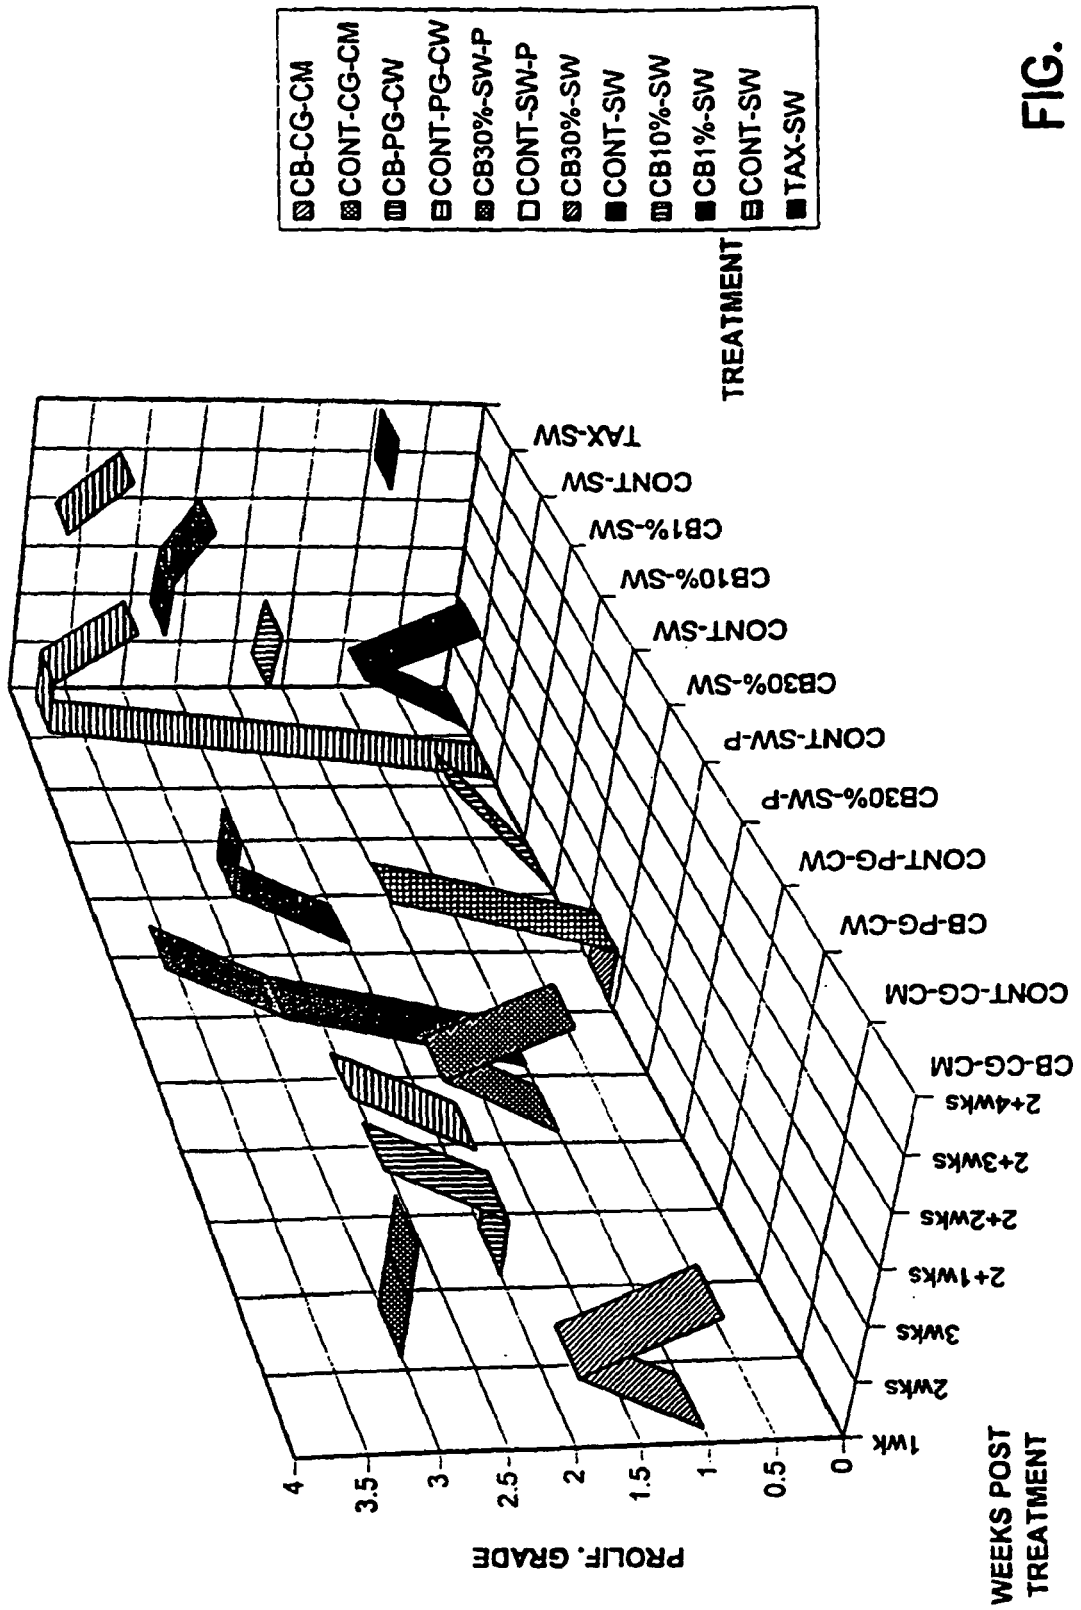 PROLIF. GRADE
4
3.5
3
2.5
2
1.5
1
0.5
0
WEEKS POST
TREATMENT
1wk
2wks
3wks
2+1wks
2+2wks
2+3wks
2+4wks
CB-CG-CM
CONT-CG-CM
CB-PG-CW
CONT-PG-CW
CB30%-SW-P
CONT-SW-P
CB30%-SW
CONT-SW
CB10%-SW
CB1%-SW
CONT-SW
TAX-SW
TREATMENT
CB-CG-CM
CONT-CG-CM
CB-PG-CW
CONT-PG-CW
CB30%-SW-P
CONT-SW-P
CB30%-SW
CONT-SW
CB10%-SW
CB1%-SW
CONT-SW
TAX-SW
FIG.